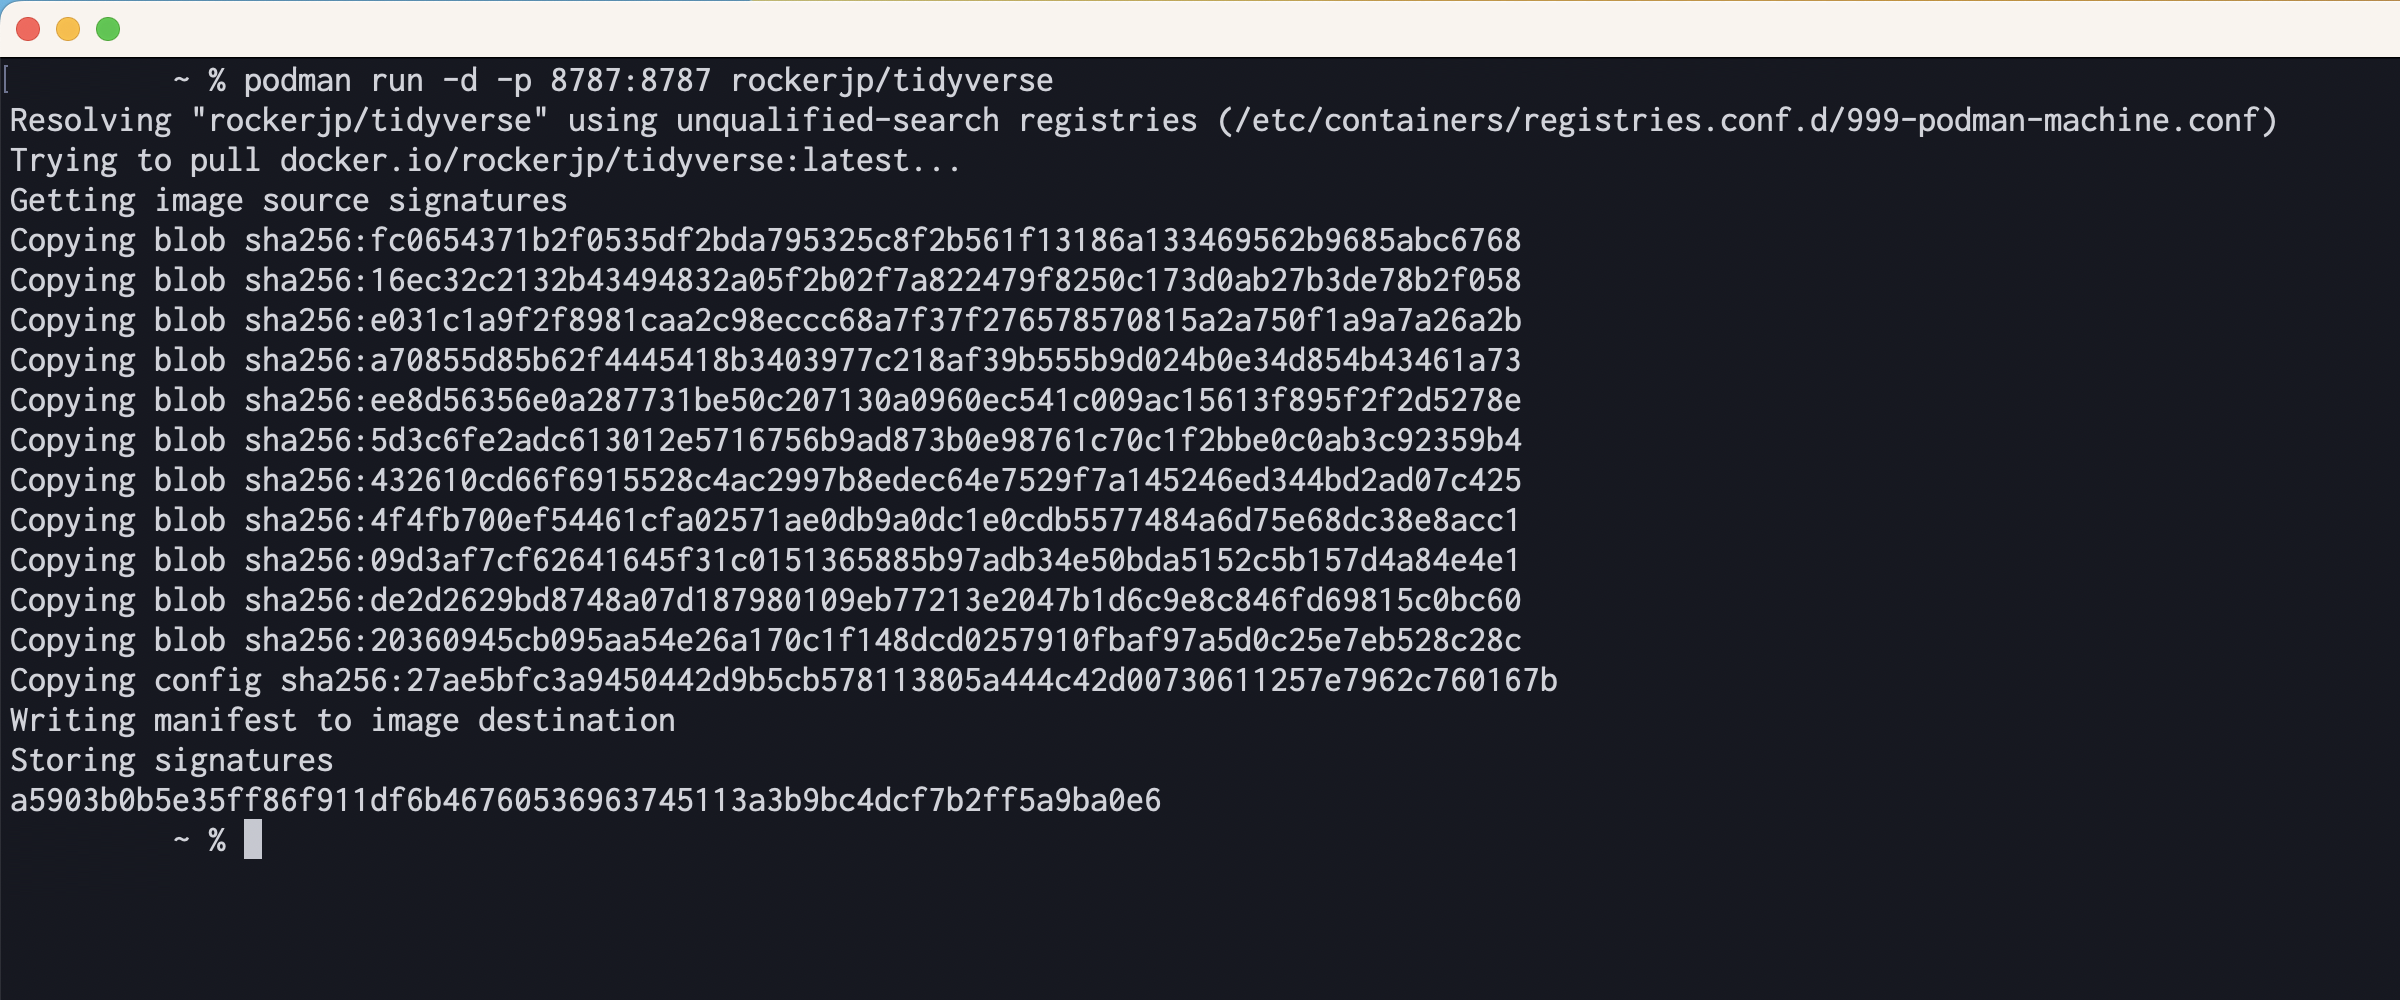 [ ~ % podman run -d -p 8787:8787 rockerjp/tidyverse
Resolving "rockerjp/tidyverse" using unqualified-search registries (/etc/containers/registries.conf.d/999-podman-machine.conf)
Trying to pull docker.io/rockerjp/tidyverse:latest...
Getting image source signatures
Copying blob sha256:fc0654371b2f0535df2bda795325c8f2b561f13186a133469562b9685abc6768
Copying blob sha256:16ec32c2132b43494832a05f2b02f7a822479f8250c173d0ab27b3de78b2f058
Copying blob sha256:e031c1a9f2f8981caa2c98eccc68a7f37f276578570815a2a750f1a9a7a26a2b
Copying blob sha256:a70855d85b62f4445418b3403977c218af39b555b9d024b0e34d854b43461a73
Copying blob sha256:ee8d56356e0a287731be50c207130a0960ec541c009ac15613f895f2f2d5278e
Copying blob sha256:5d3c6fe2adc613012e5716756b9ad873b0e98761c70c1f2bbe0c0ab3c92359b4
Copying blob sha256:432610cd66f6915528c4ac2997b8edec64e7529f7a145246ed344bd2ad07c425
Copying blob sha256:4f4fb700ef54461cfa02571ae0db9a0dc1e0cdb5577484a6d75e68dc38e8acc1
Copying blob sha256:09d3af7cf62641645f31c0151365885b97adb34e50bda5152c5b157d4a84e4e1
Copying blob sha256:de2d2629bd8748a07d187980109eb77213e2047b1d6c9e8c846fd69815c0bc60
Copying blob sha256:20360945cb095aa54e26a170c1f148dcd0257910fbaf97a5d0c25e7eb528c28c
Copying config sha256:27ae5bfc3a9450442d9b5cb578113805a444c42d00730611257e7962c760167b
Writing manifest to image destination
Storing signatures
a5903b0b5e35ff86f911df6b46760536963745113a3b9bc4dcf7b2ff5a9ba0e6
~ %